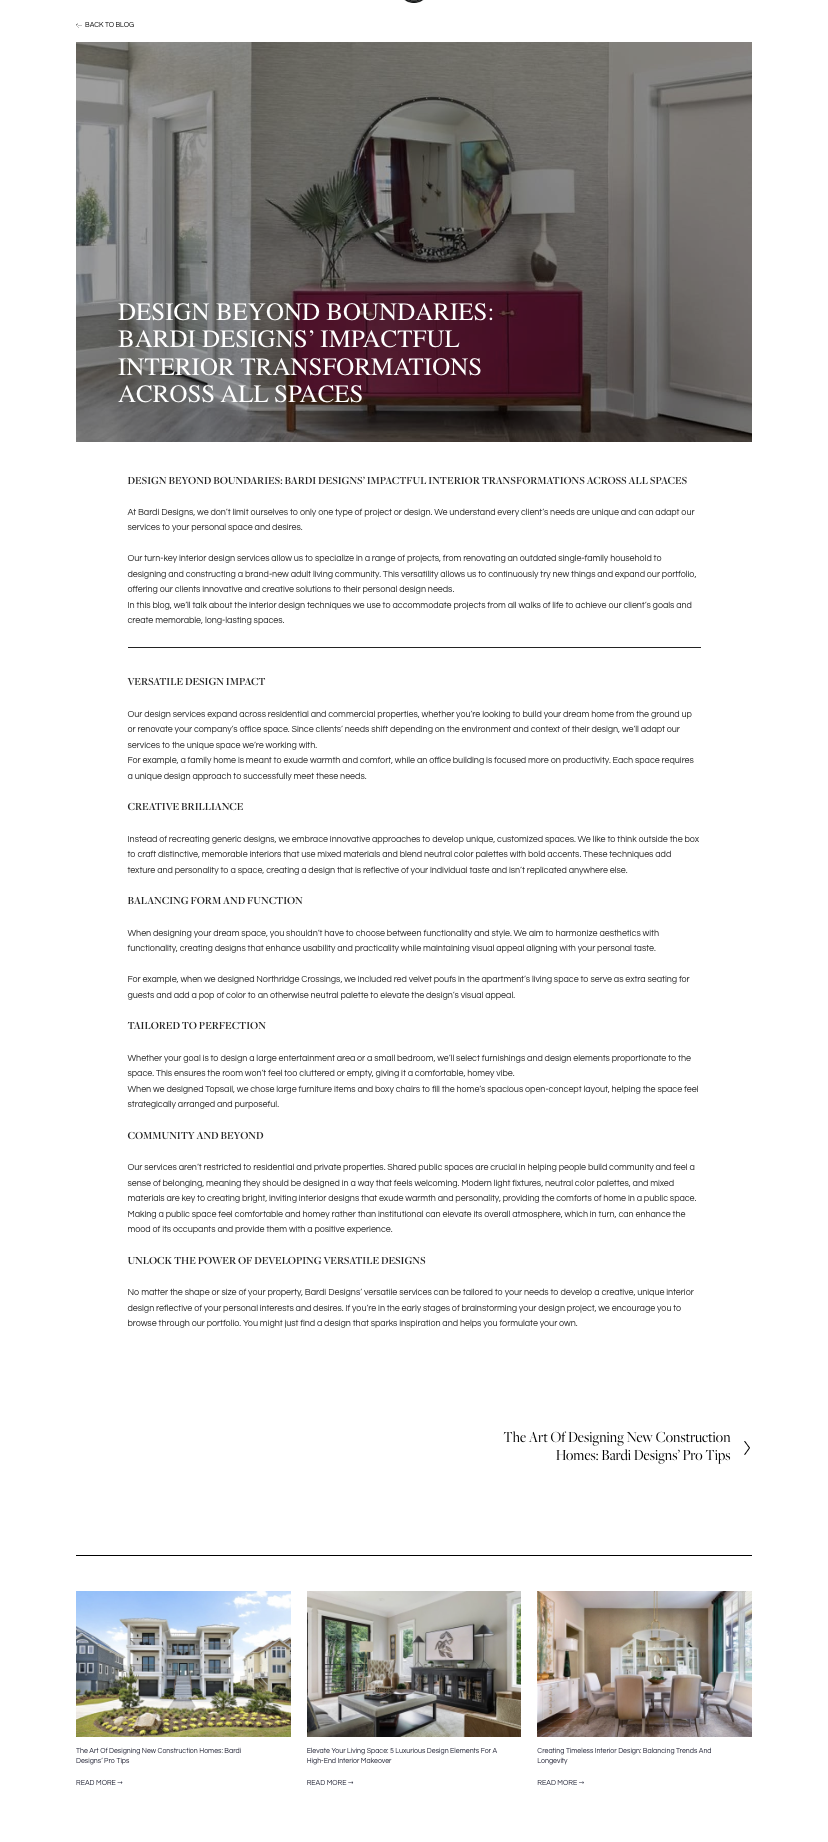 ← BACK TO BLOG
DESIGN BEYOND BOUNDARIES:
BARDI DESIGNS’ IMPACTFUL
INTERIOR TRANSFORMATIONS
ACROSS ALL SPACES
DESIGN BEYOND BOUNDARIES: BARDI DESIGNS’ IMPACTFUL INTERIOR TRANSFORMATIONS ACROSS ALL SPACES
At Bardi Designs, we don’t limit ourselves to only one type of project or design. We understand every client’s needs are unique and can adapt our
services to your personal space and desires.
Our turn-key interior design services allow us to specialize in a range of projects, from renovating an outdated single-family household to
designing and constructing a brand-new adult living community. This versatility allows us to continuously try new things and expand our portfolio,
offering our clients innovative and creative solutions to their personal design needs.
In this blog, we’ll talk about the interior design techniques we use to accommodate projects from all walks of life to achieve our client’s goals and
create memorable, long-lasting spaces.
VERSATILE DESIGN IMPACT
Our design services expand across residential and commercial properties, whether you’re looking to build your dream home from the ground up
or renovate your company’s office space. Since clients’ needs shift depending on the environment and context of their design, we’ll adapt our
services to the unique space we’re working with.
For example, a family home is meant to exude warmth and comfort, while an office building is focused more on productivity. Each space requires
a unique design approach to successfully meet these needs.
CREATIVE BRILLIANCE
Instead of recreating generic designs, we embrace innovative approaches to develop unique, customized spaces. We like to think outside the box
to craft distinctive, memorable interiors that use mixed materials and blend neutral color palettes with bold accents. These techniques add
texture and personality to a space, creating a design that is reflective of your individual taste and isn’t replicated anywhere else.
BALANCING FORM AND FUNCTION
When designing your dream space, you shouldn’t have to choose between functionality and style. We aim to harmonize aesthetics with
functionality, creating designs that enhance usability and practicality while maintaining visual appeal aligning with your personal taste.
For example, when we designed Northridge Crossings, we included red velvet poufs in the apartment’s living space to serve as extra seating for
guests and add a pop of color to an otherwise neutral palette to elevate the design’s visual appeal.
TAILORED TO PERFECTION
Whether your goal is to design a large entertainment area or a small bedroom, we’ll select furnishings and design elements proportionate to the
space. This ensures the room won’t feel too cluttered or empty, giving it a comfortable, homey vibe.
When we designed Topsail, we chose large furniture items and boxy chairs to fill the home’s spacious open-concept layout, helping the space feel
strategically arranged and purposeful.
COMMUNITY AND BEYOND
Our services aren’t restricted to residential and private properties. Shared public spaces are crucial in helping people build community and feel a
sense of belonging, meaning they should be designed in a way that feels welcoming. Modern light fixtures, neutral color palettes, and mixed
materials are key to creating bright, inviting interior designs that exude warmth and personality, providing the comforts of home in a public space.
Making a public space feel comfortable and homey rather than institutional can elevate its overall atmosphere, which in turn, can enhance the
mood of its occupants and provide them with a positive experience.
UNLOCK THE POWER OF DEVELOPING VERSATILE DESIGNS
No matter the shape or size of your property, Bardi Designs’ versatile services can be tailored to your needs to develop a creative, unique interior
design reflective of your personal interests and desires. If you’re in the early stages of brainstorming your design project, we encourage you to
browse through our portfolio. You might just find a design that sparks inspiration and helps you formulate your own.
The Art Of Designing New Construction
Homes: Bardi Designs’ Pro Tips
The Art Of Designing New Construction Homes: Bardi
Designs’ Pro Tips
READ MORE →
Elevate Your Living Space: 5 Luxurious Design Elements For A
High-End Interior Makeover
READ MORE →
Creating Timeless Interior Design: Balancing Trends And
Longevity
READ MORE →